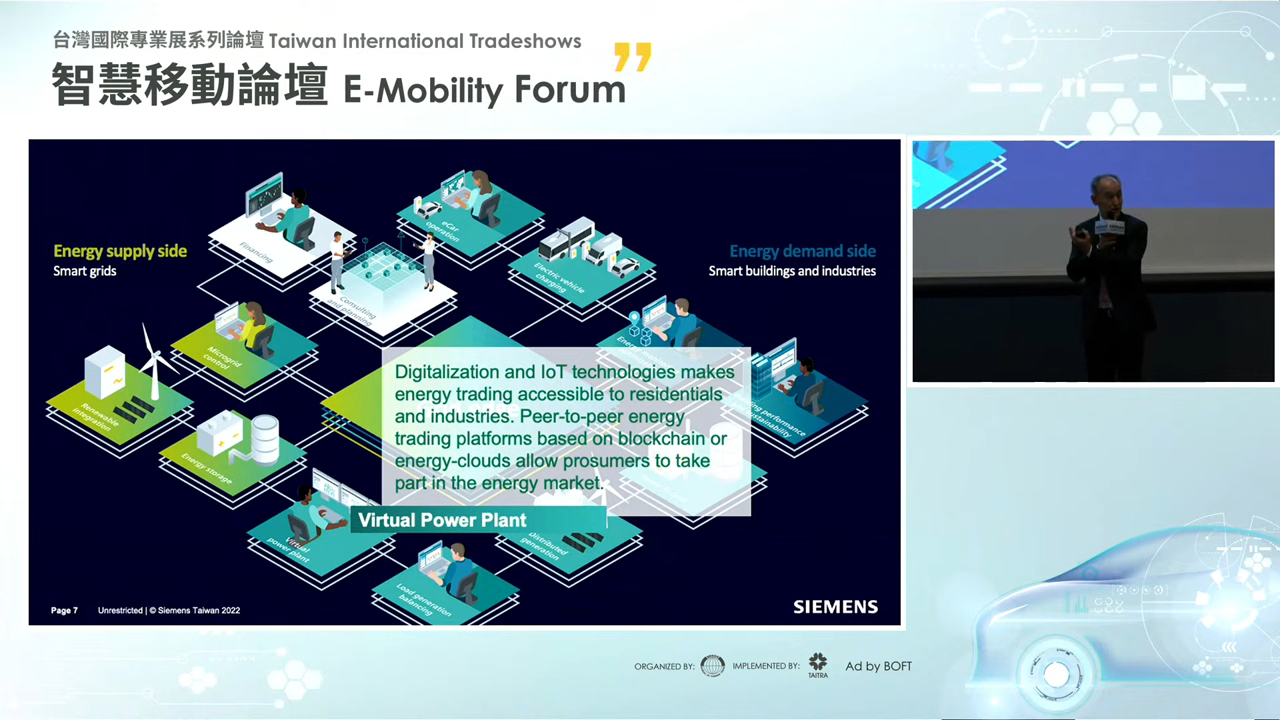 台灣國際專業展系列論壇 Taiwan International Tradeshows
智慧移動論壇 E-Mobility Forum
Energy supply side
Smart grids
Energy demand side
Smart buildings and industries
Financing
eCar
operation
Electric vehicle
charging
Consulting
and planning
Microgrid
control
Renewable
integration
Energy storage
Digitalization and IoT technologies makes
energy trading accessible to residentials
and industries. Peer-to-peer energy
trading platforms based on blockchain or
energy-clouds allow prosumers to take
part in the energy market.
Virtual Power Plant
Virtual
power plant
Distributed
generation
Load generation
balancing
Page 7 Unrestricted | © Siemens Taiwan 2022
SIEMENS
ORGANIZED BY: IMPLEMENTED BY: TAITRA Ad by BOFT